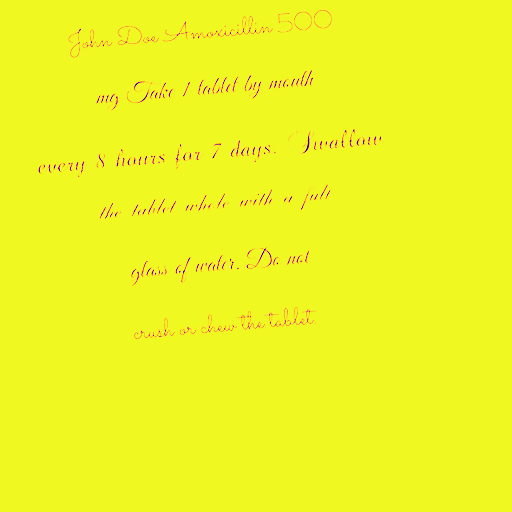 John Doe Amoxicillin 500
mg Take 1 tablet by mouth
every 8 hours for 7 days. Swallow
the tablet whole with a full
glass of water. Do not
crush or chew the tablet.